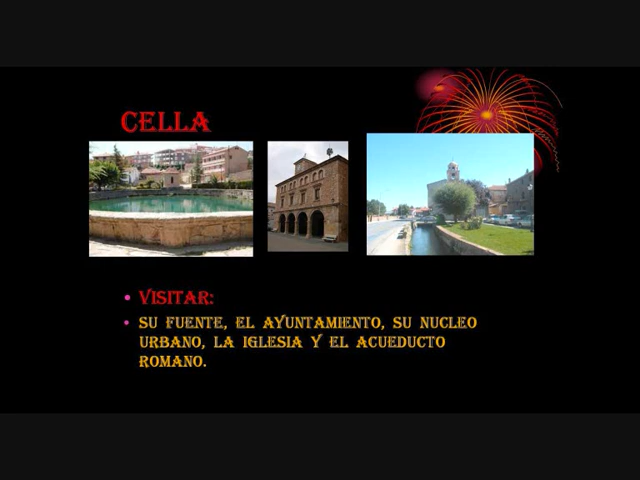 CELLA
• VISITAR:
• SU FUENTE, EL AYUNTAMIENTO, SU NUCLEO
URBANO, LA IGLESIA Y EL ACUEDUCTO
ROMANO.